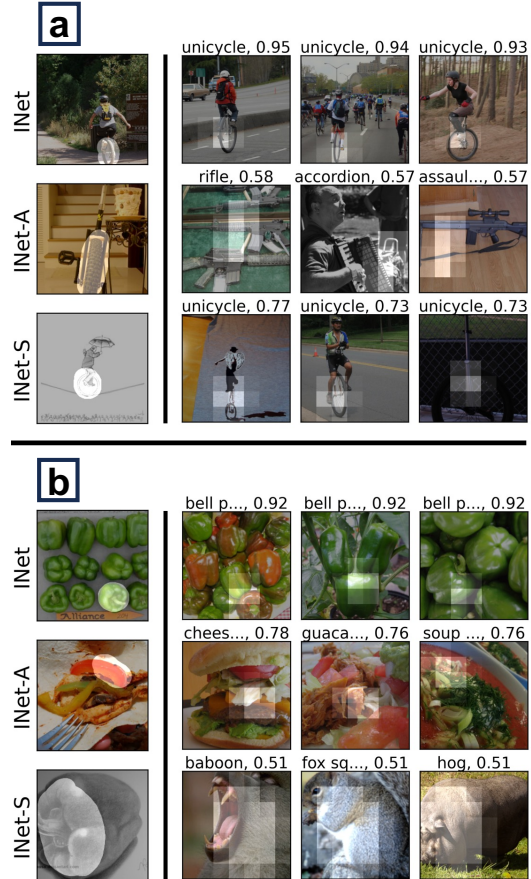 a
INet
unicycle, 0.95 unicycle, 0.94 unicycle, 0.93
INet-A
rifle, 0.58 accordion, 0.57 assaul..., 0.57
INet-S
unicycle, 0.77 unicycle, 0.73 unicycle, 0.73
b
INet
bell p..., 0.92 bell p..., 0.92 bell p..., 0.92
Alliance
INet-A
chees..., 0.78 guaca..., 0.76 soup ..., 0.76
INet-S
baboon, 0.51 fox sq..., 0.51 hog, 0.51